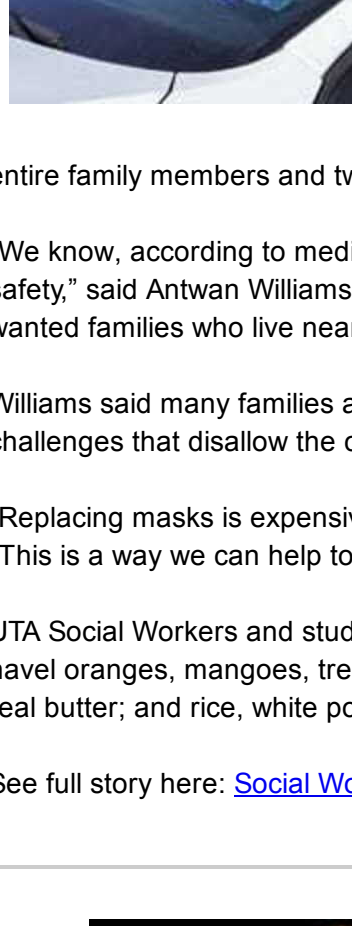 entire family members and tw
We know, according to medi
safety,” said Antwan Williams
wanted families who live near
Williams said many families a
challenges that disallow the c
Replacing masks is expensiv
This is a way we can help to
UTA Social Workers and stud
navel oranges, mangoes, tre
real butter; and rice, white po
See full story here: Social Wo